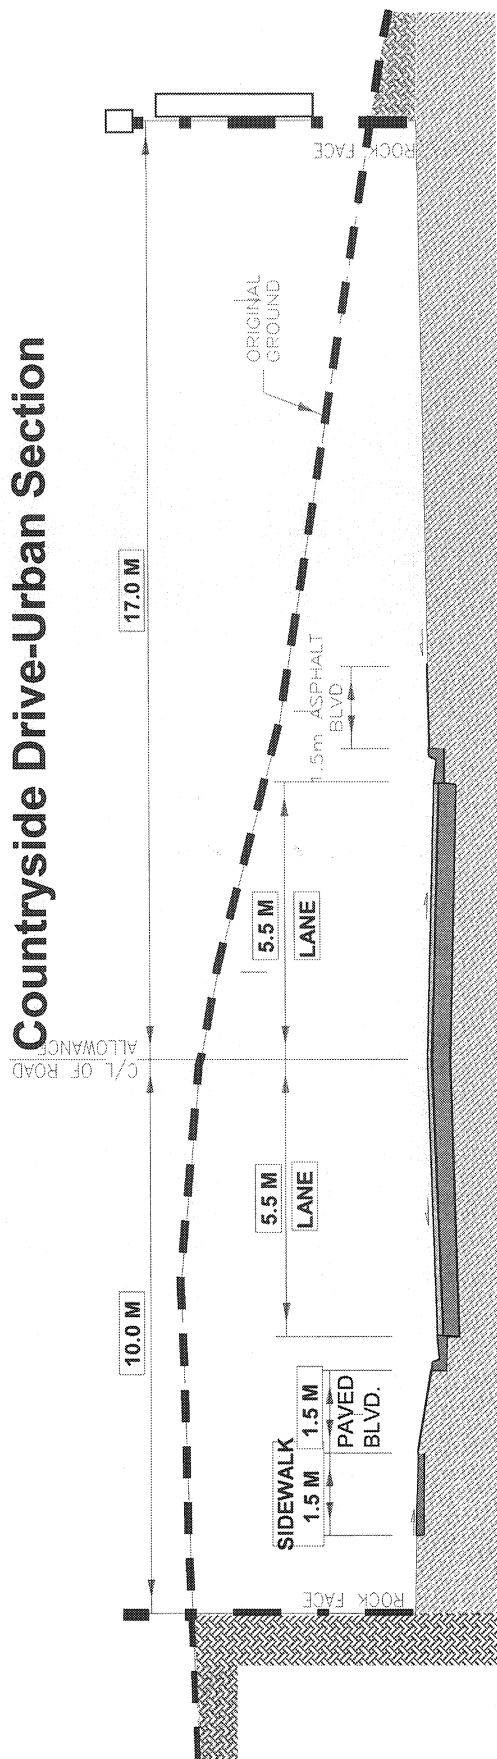 Countryside Drive-Urban Section
C/L OF ROAD
ALLOWANCE
10.0 M
17.0 M
ORIGINAL
GROUND
ROCK FACE
5.5 M
LANE
5.5 M
LANE
1.5m ASPHALT
BLVD
SIDEWALK
1.5 M
1.5 M
PAVED
BLVD.
ROCK FACE